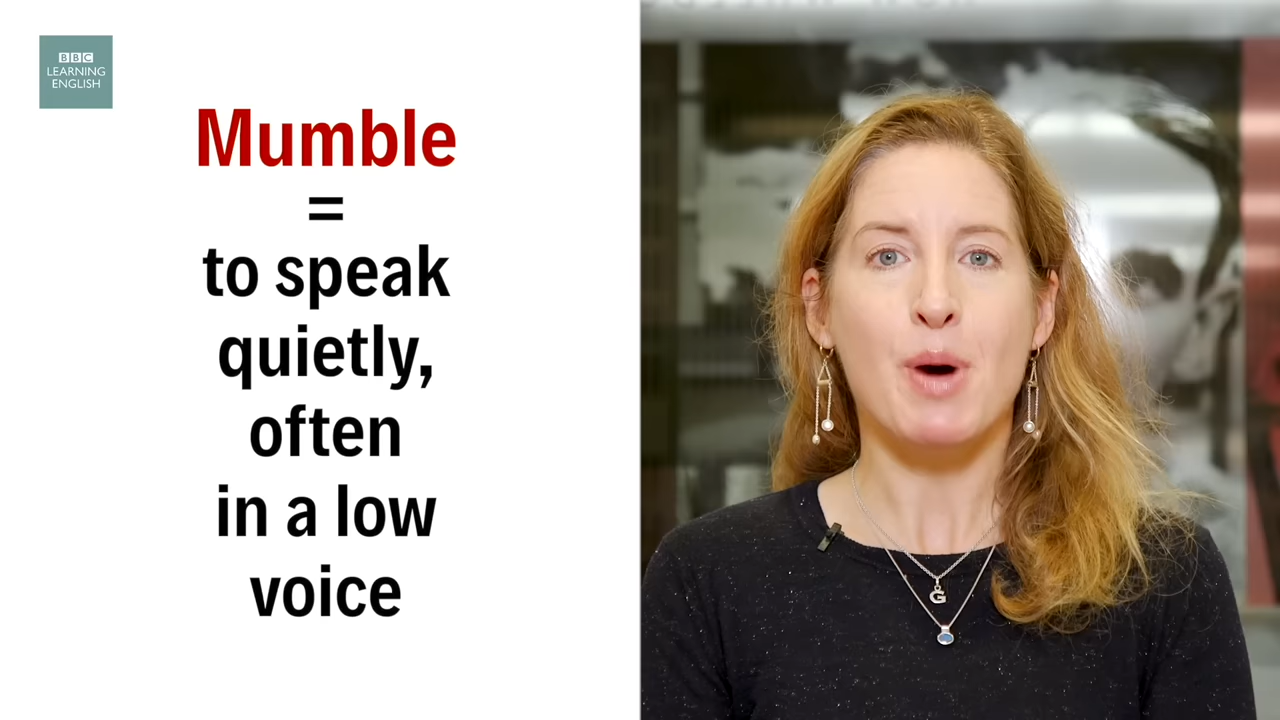 BBC
LEARNING
ENGLISH
Mumble
=
to speak
quietly,
often
in a low
voice
G